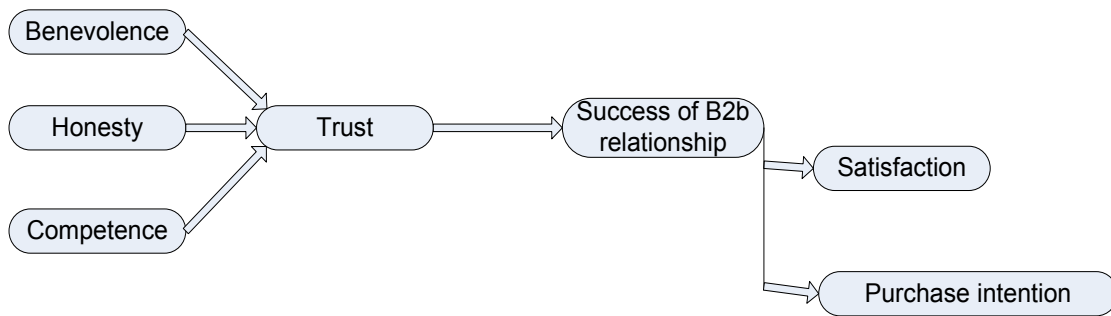 Benevolence
Honesty
Competence
Trust
Success of B2b
relationship
Satisfaction
Purchase intention